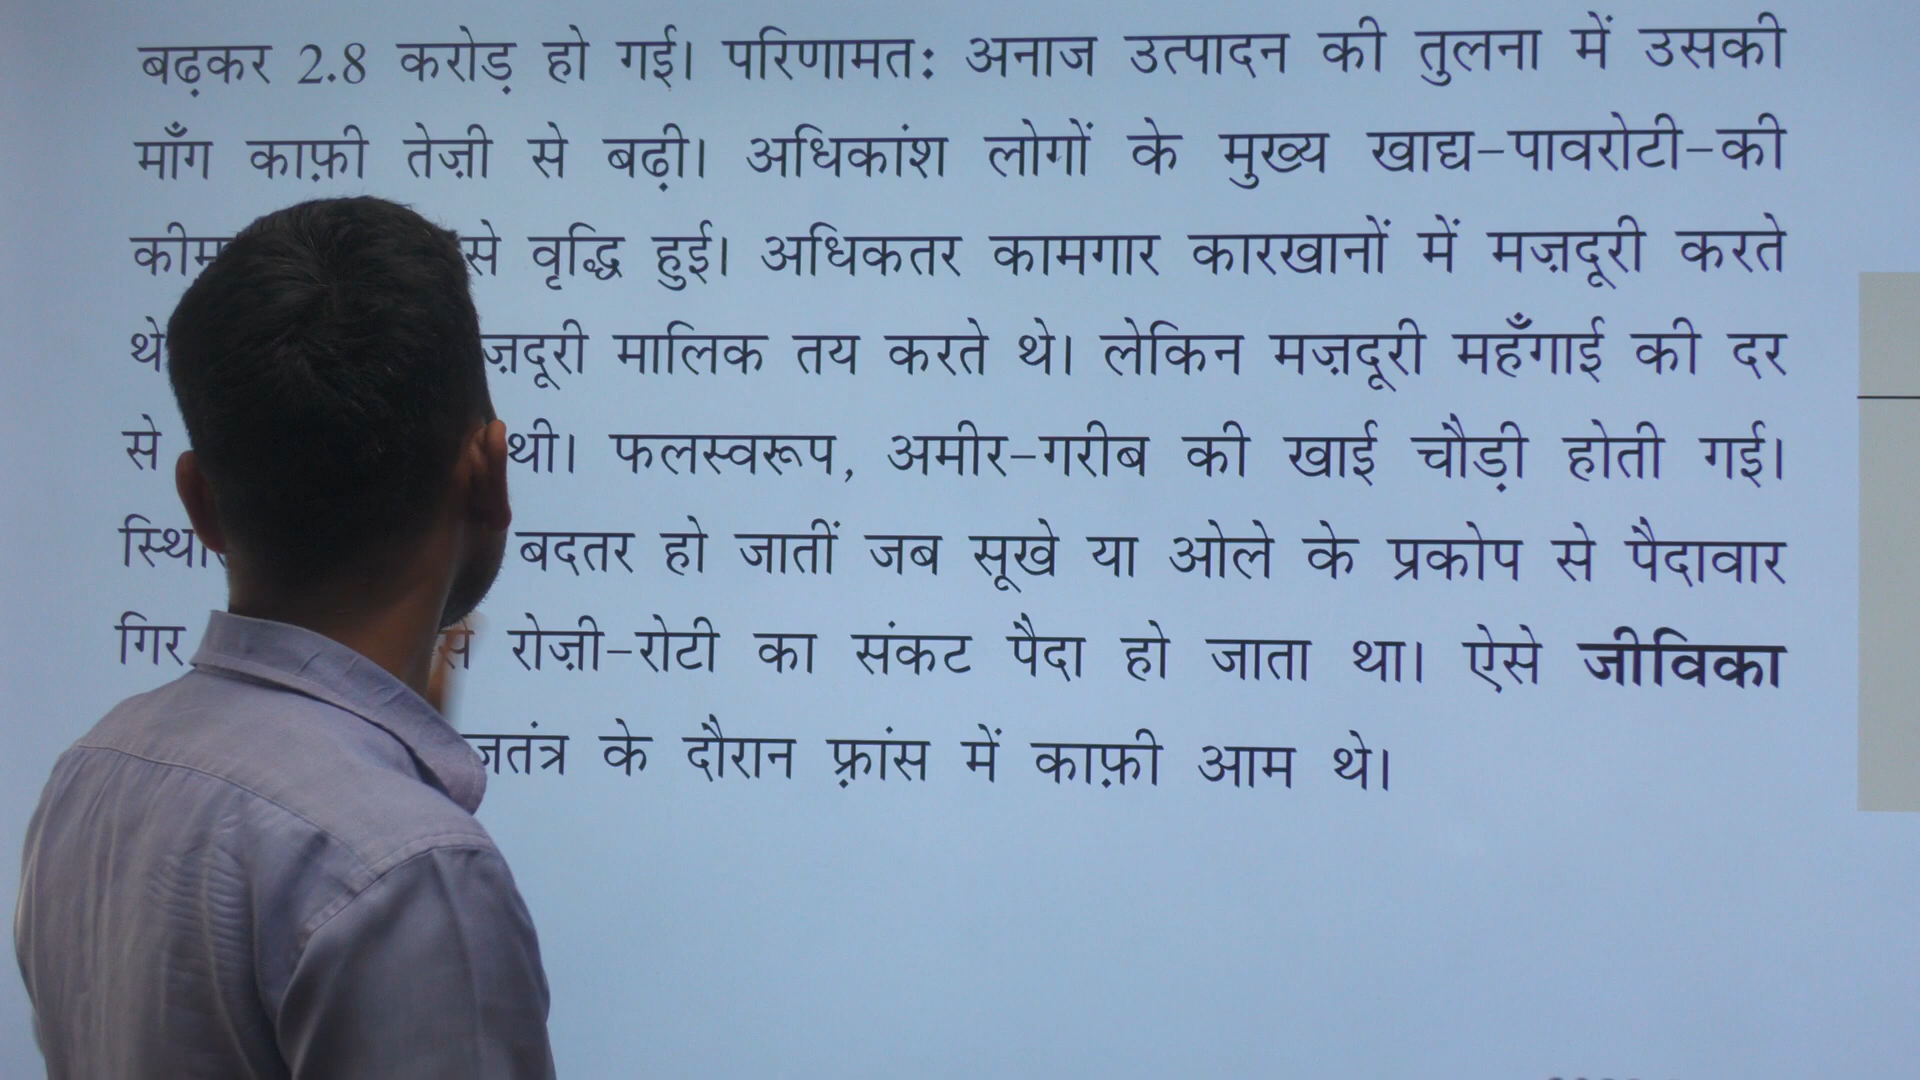 बढ़कर 2.8 करोड़ हो गई। परिणामत: अनाज उत्पादन की तुलना में उसकी
माँग काफ़ी तेज़ी से बढ़ी। अधिकांश लोगों के मुख्य खाद्य-पावरोटी-की
से वृद्धि हुई। अधिकतर कामगार कारखानों में मज़दूरी करते
थे मालिक तय करते थे। लेकिन मज़दूरी महँगाई की दर
से थी। फलस्वरूप, अमीर-गरीब की खाई चौड़ी होती गई।
बदतर हो जातीं जब सूखे या ओले के प्रकोप से पैदावार
गिर रोज़ी-रोटी का संकट पैदा हो जाता था। ऐसे जीविका
के दौरान फ़्रांस में काफ़ी आम थे।